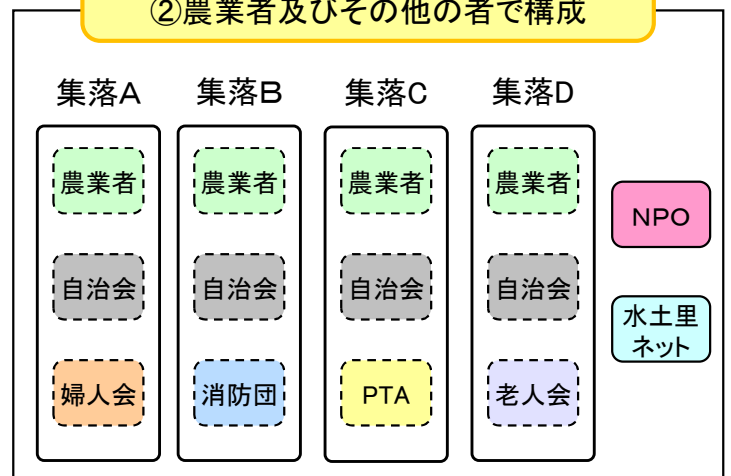 ②農業者及びその他の者で構成
集落A 集落B 集落C 集落D
農業者 農業者 農業者 農業者
NPO
自治会 自治会 自治会 自治会
水土里
ネット
婦人会 消防団 PTA 老人会